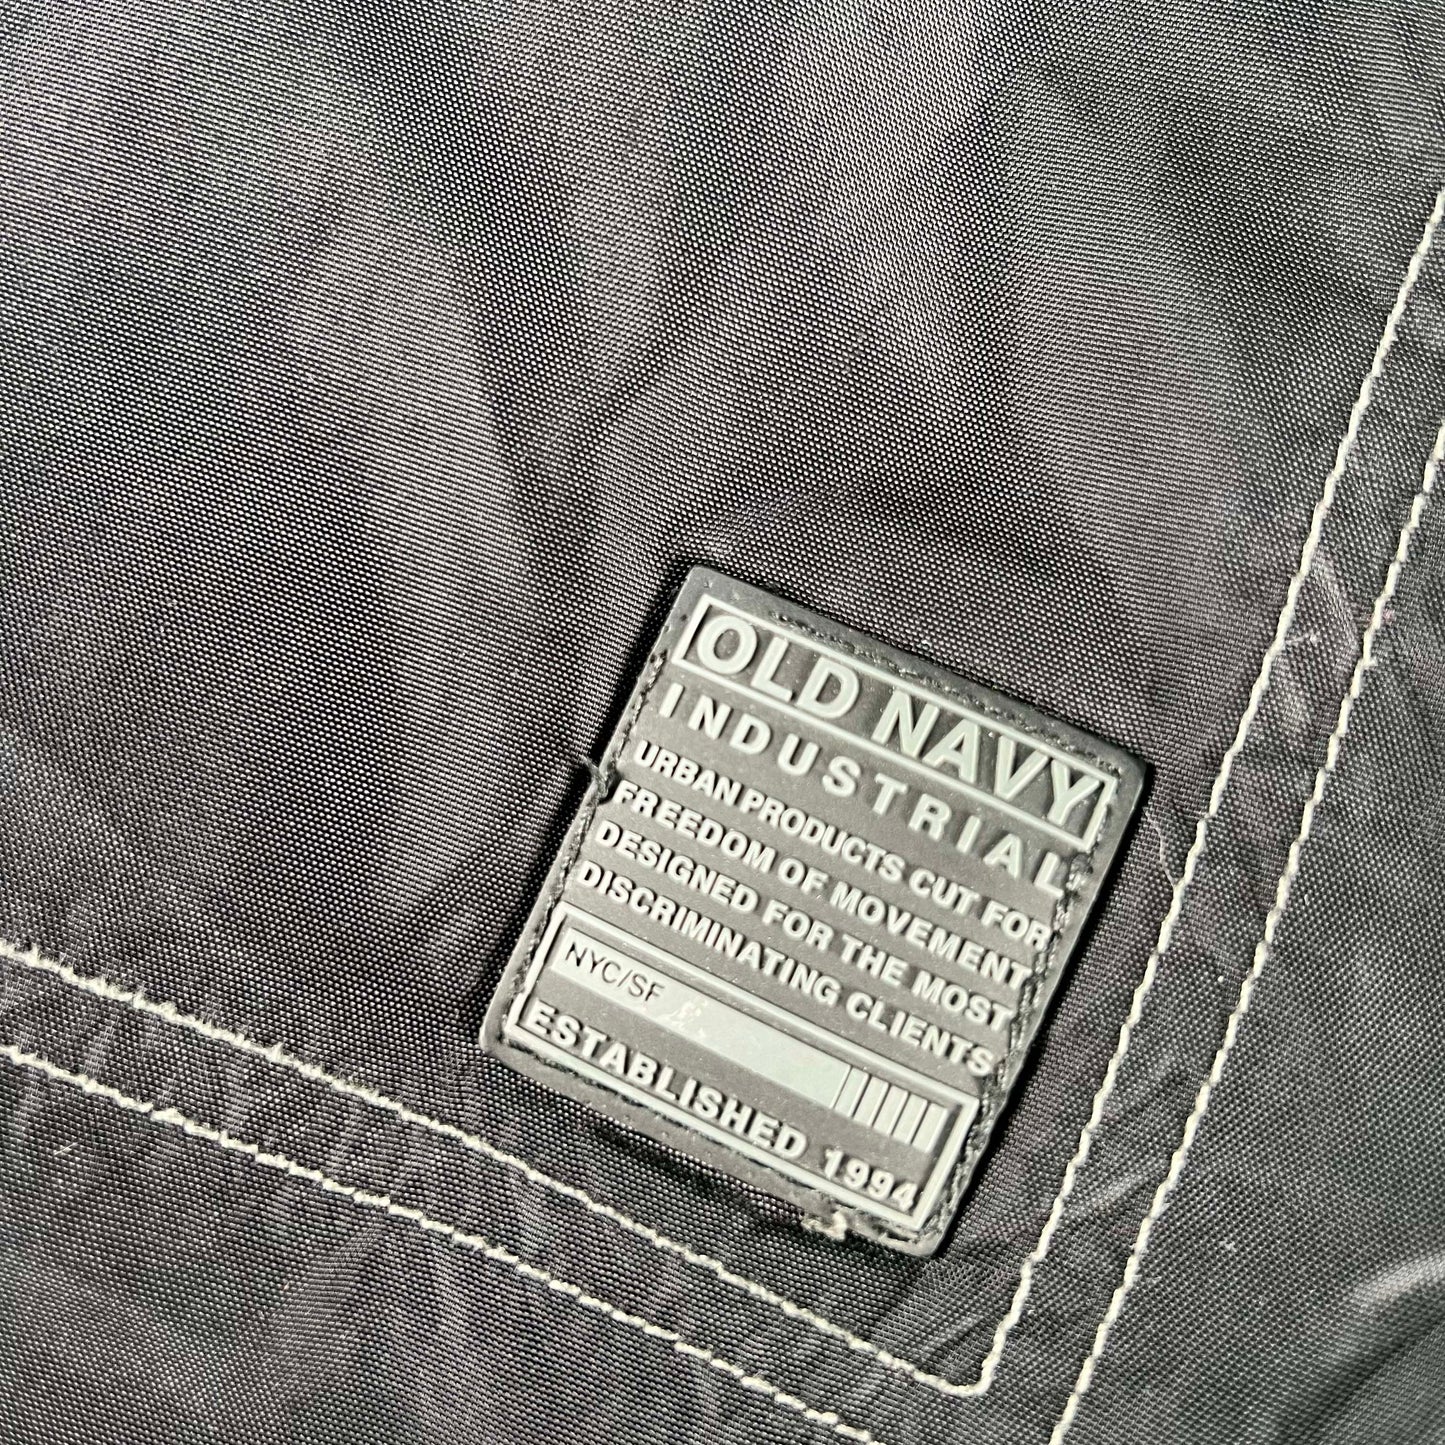 OLD NAVY
INDUSTRIAL
URBAN PRODUCTS CUT FOR
FREEDOM OF MOVEMENT
DESIGNED FOR THE MOST
DISCRIMINATING CLIENTS
NYC/SF
ESTABLISHED 1994